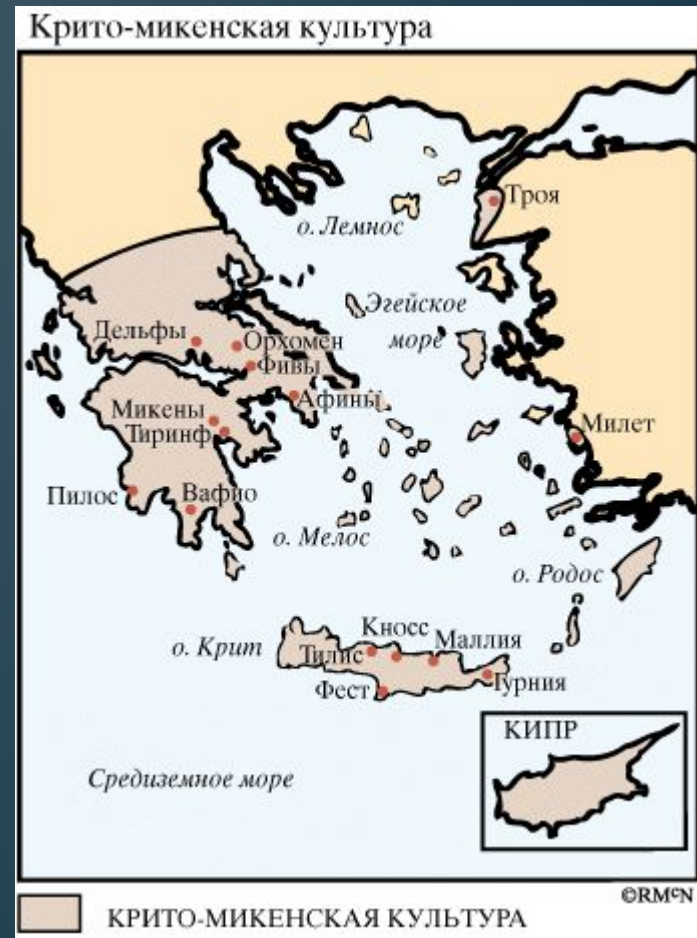 Крито-микенская культура
Троя
о. Лемнос
Эгейское
море
Дельфы
Орхомен
Фивы
Афины
Микены
Тиринф
Милет
Пилос
Вафио
о. Мелос
о. Родос
Кносс
о. Крит
Маллия
Тилис
Фест
Гурния
КИПР
Средиземное море
©RMcN
КРИТО-МИКЕНСКАЯ КУЛЬТУРА